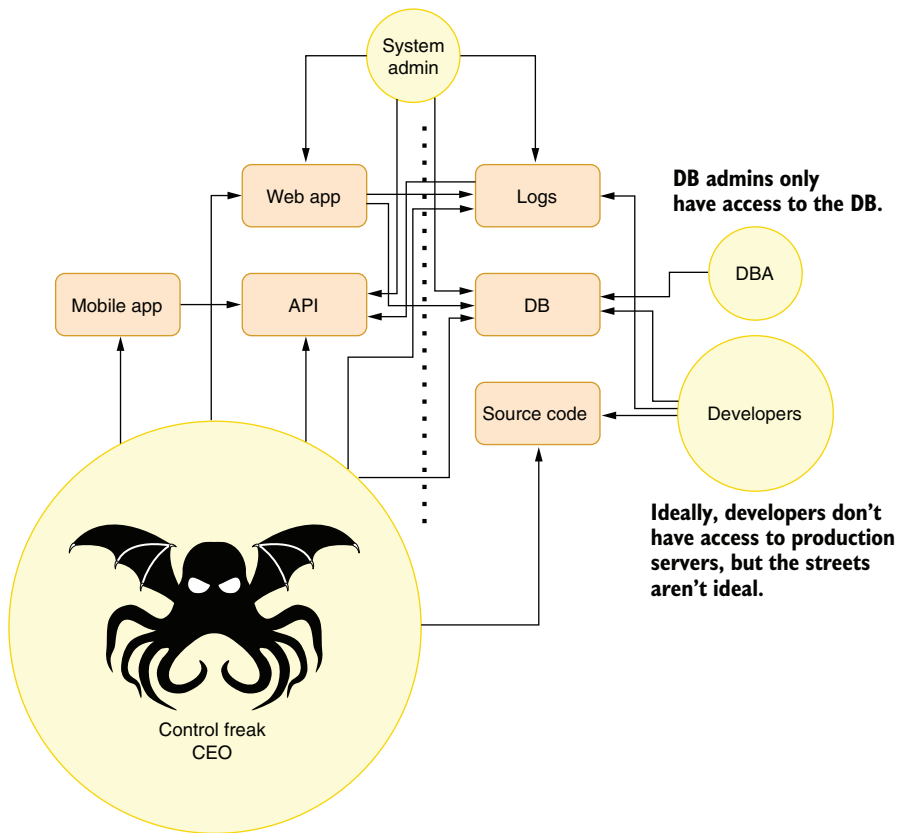 System
admin
Web app
Logs
DB admins only
have access to the DB.
DBA
Mobile app
API
DB
Source code
Developers
Ideally, developers don’t
have access to production
servers, but the streets
aren’t ideal.
Control freak
CEO